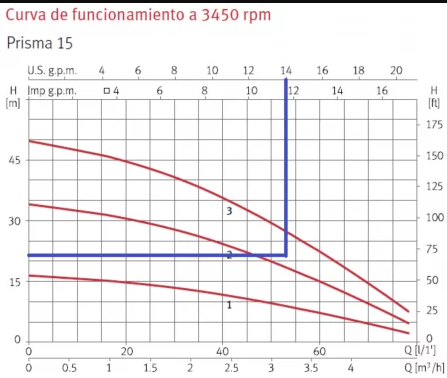 Curva de funcionamiento a 3450 rpm
Prisma 15
U.S. g.p.m. 4 6 8 10 12 14 16 18 20
H Imp g.p.m. 4 6 8 10 12 14 16 H
[m] [ft]
175
45 150
125
3
30 100
2 75
15 50
1
25
0 0
0 20 40 60 Q [l/1']
0 0.5 1 1.5 2 2.5 3 3.5 4 Q [m³/h]